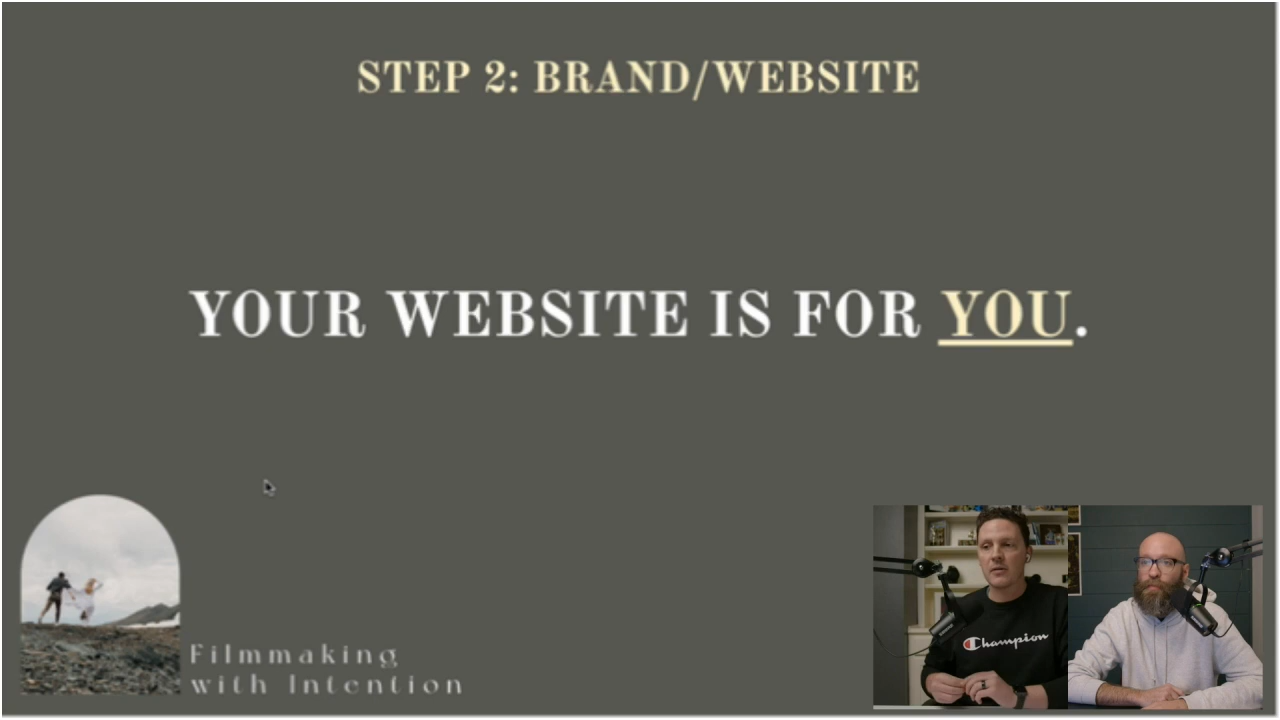 STEP 2: BRAND/WEBSITE
YOUR WEBSITE IS FOR YOU.
Filmmaking
with Intention
Champion